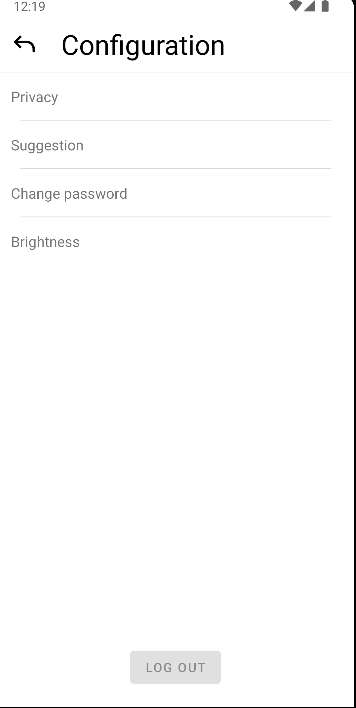 12:19
Configuration
Privacy
Suggestion
Change password
Brightness
LOG OUT